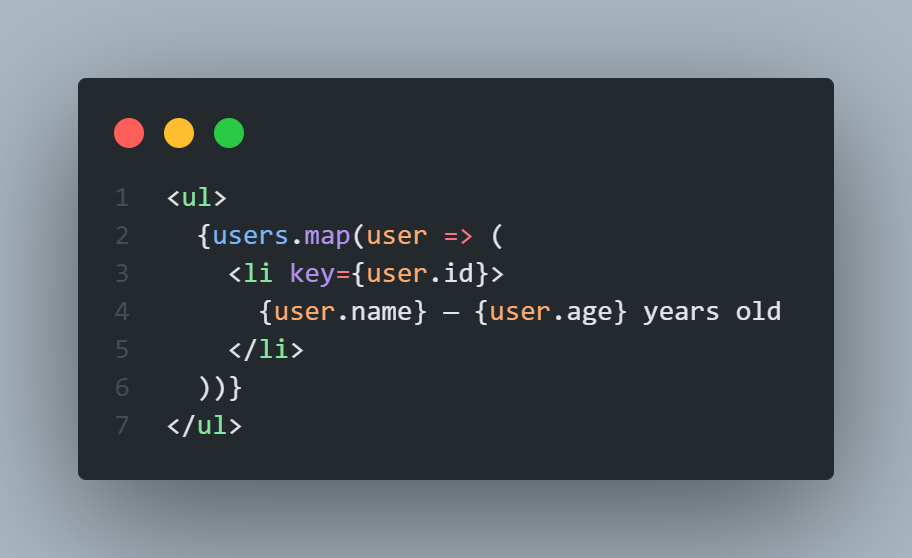 1 <ul>
2   {users.map(user => (
3     <li key={user.id}>
4       {user.name} — {user.age} years old
5     </li>
6   ))}
7 </ul>